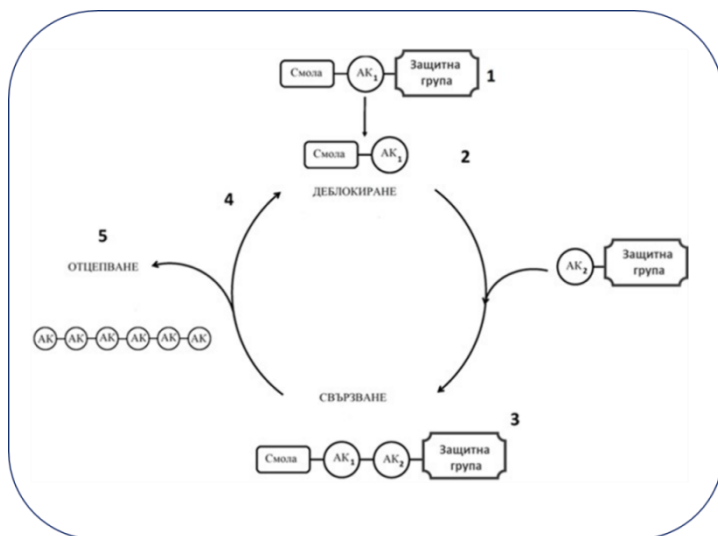 Смола
АК1
Защитна
група
1
Смола
АК1
2
ДЕБЛОКИРАНЕ
4
5
ОТЦЕПВАНЕ
АК2
Защитна
група
АК АК АК АК АК АК
СВЪРЗВАНЕ
3
Смола
АК1
АК2
Защитна
група